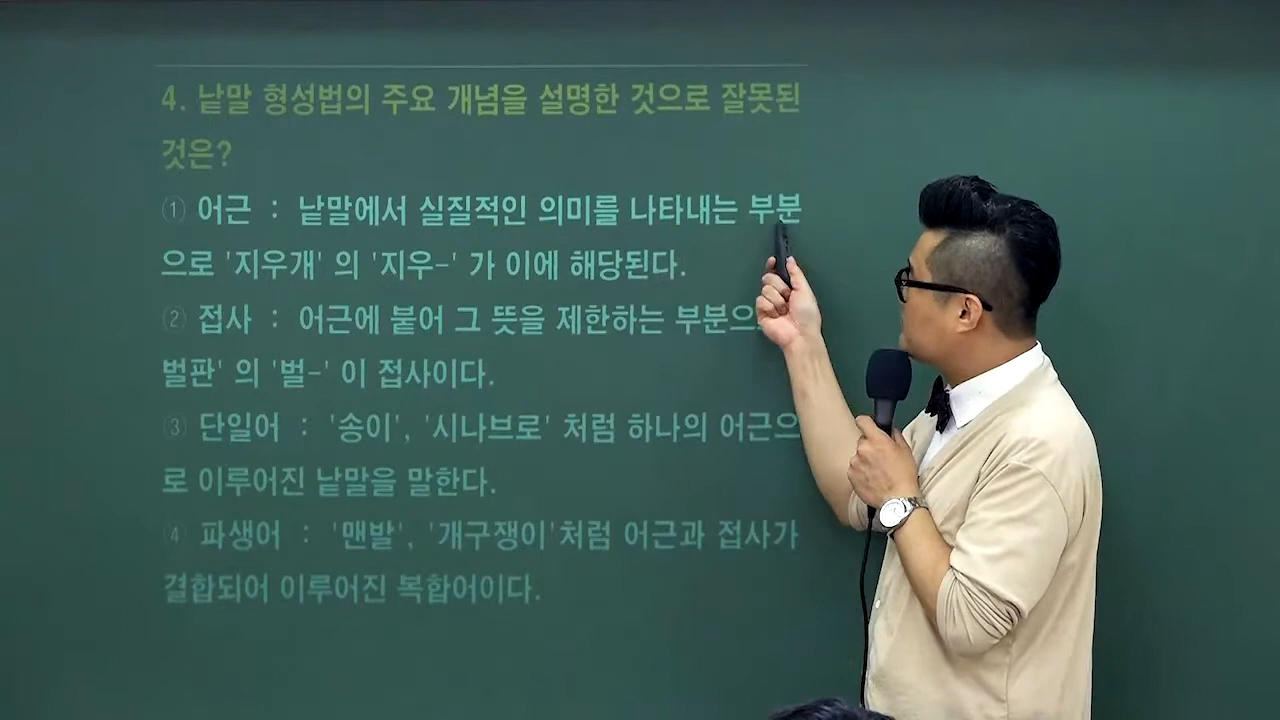 4. 낱말 형성법의 주요 개념을 설명한 것으로 잘못된
것은?
① 어근 : 낱말에서 실질적인 의미를 나타내는 부분
으로 '지우개' 의 '지우-' 가 이에 해당된다.
② 접사 : 어근에 붙어 그 뜻을 제한하는 부분으
벌판' 의 '벌-' 이 접사이다.
③ 단일어 : '송이', '시나브로' 처럼 하나의 어근으
로 이루어진 낱말을 말한다.
④ 파생어 : '맨발', '개구쟁이'처럼 어근과 접사가
결합되어 이루어진 복합어이다.